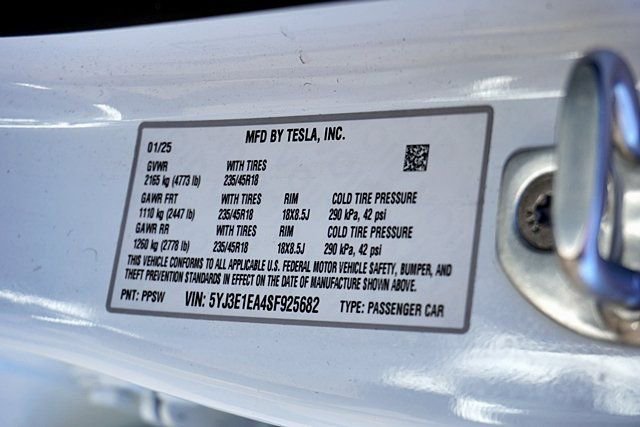 MFD BY TESLA, INC.
01/25
GVWR WITH TIRES
2165 kg (4773 lb) 235/45R18
GAWR FRT WITH TIRES RIM COLD TIRE PRESSURE
1110 kg (2447 lb) 235/45R18 18X8.5J 290 kPa, 42 psi
GAWR RR WITH TIRES RIM COLD TIRE PRESSURE
1260 kg (2778 lb) 235/45R18 18X8.5J 290 kPa, 42 psi
THIS VEHICLE CONFORMS TO ALL APPLICABLE U.S. FEDERAL MOTOR VEHICLE SAFETY, BUMPER, AND
THEFT PREVENTION STANDARDS IN EFFECT ON THE DATE OF MANUFACTURE SHOWN ABOVE.
PNT: PPSW VIN: 5YJ3E1EA4SF925682 TYPE: PASSENGER CAR